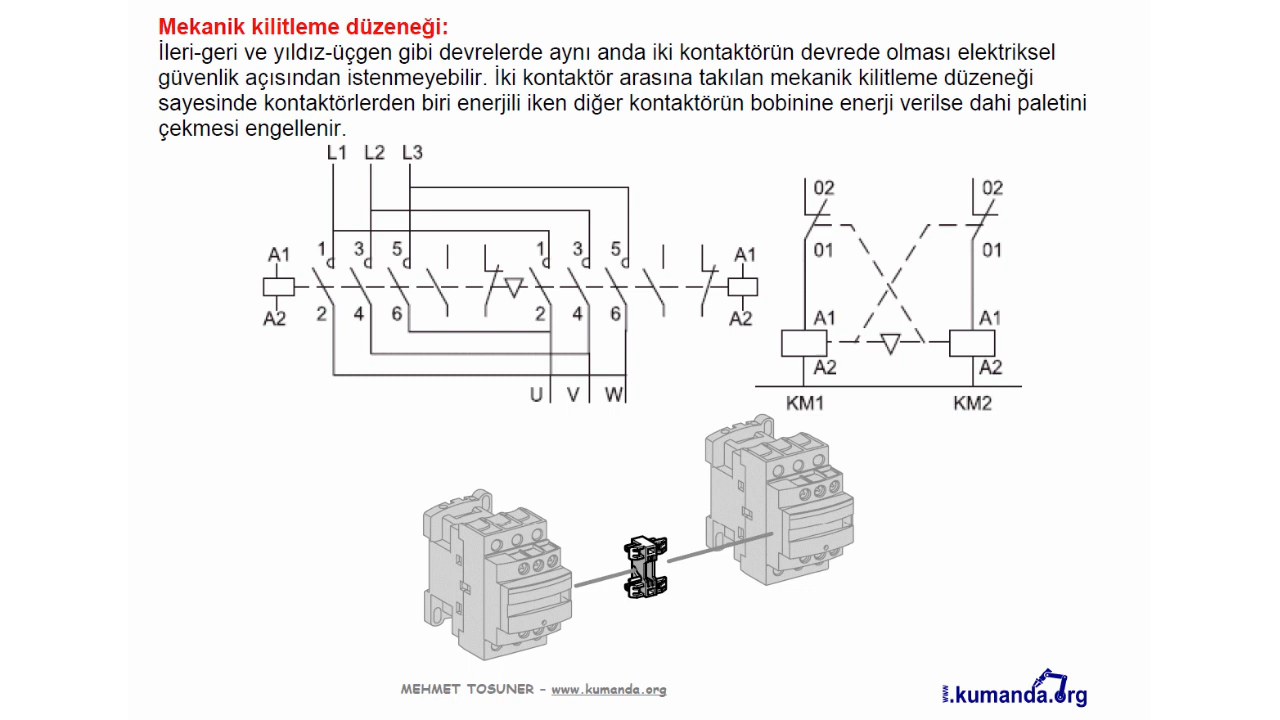 Mekanik kilitleme düzeneği:
İleri-geri ve yıldız-üçgen gibi devrelerde aynı anda iki kontaktörün devrede olması elektriksel
güvenlik açısından istenmeyebilir. İki kontaktör arasına takılan mekanik kilitleme düzeneği
sayesinde kontaktörlerden biri enerjili iken diğer kontaktörün bobinine enerji verilse dahi paletini
çekmesi engellenir.
L1 L2 L3
02 02
A1 1 3 5 1 3 5 A1
01 01
A2 2 4 6 2 4 6 A2
A1 A1
A2 A2
U V W
KM1 KM2
MEHMET TOSUNER - www.kumanda.org
www.kumanda.org